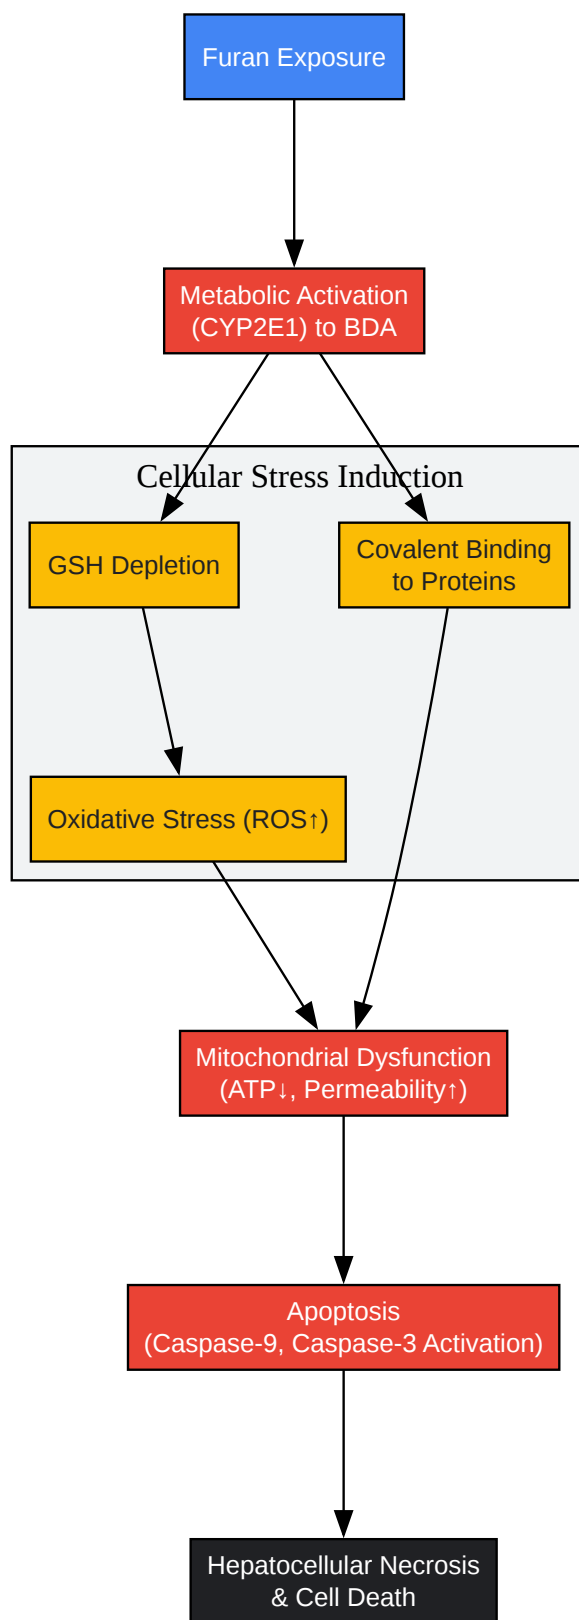 Furan Exposure
Metabolic Activation
(CYP2E1) to BDA
Cellular Stress Induction
GSH Depletion
Covalent Binding
to Proteins
Oxidative Stress (ROS↑)
Mitochondrial Dysfunction
(ATP↓, Permeability↑)
Apoptosis
(Caspase-9, Caspase-3 Activation)
Hepatocellular Necrosis
& Cell Death